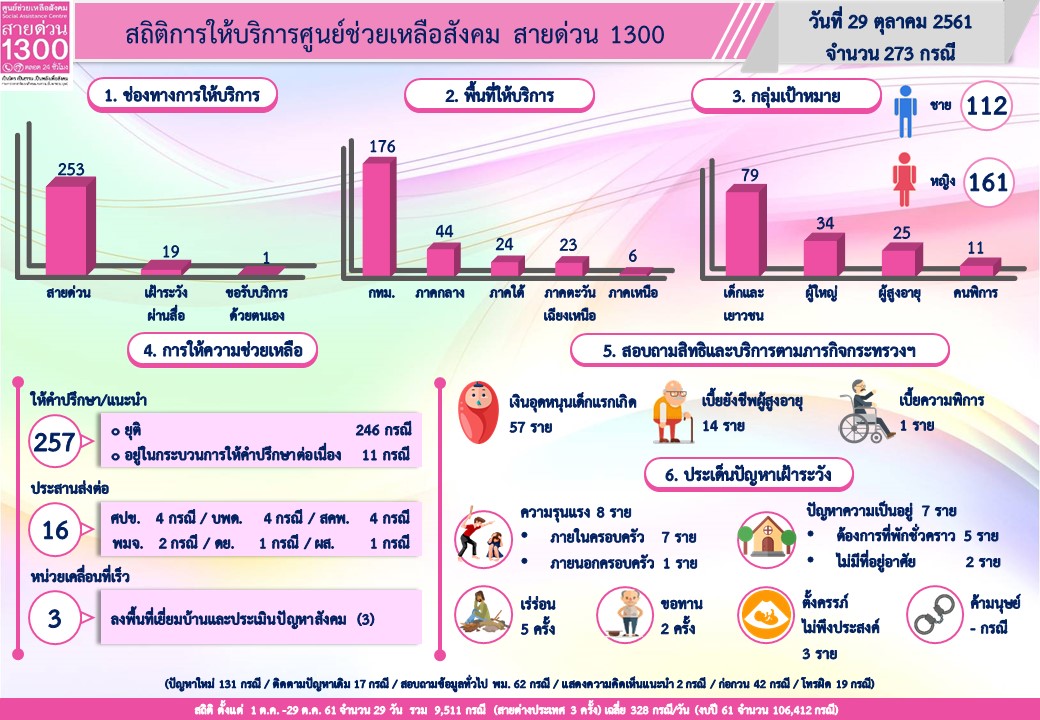 ศูนย์ช่วยเหลือสังคม
Social Assistance Centre
สายด่วน
1300
ตลอด 24 ชั่วโมง
สถิติการให้บริการศูนย์ช่วยเหลือสังคม สายด่วน 1300
วันที่ 29 ตุลาคม 2561
จำนวน 273 กรณี
1. ช่องทางการให้บริการ
253
19
1
สายด่วน
เฝ้าระวัง
ผ่านสื่อ
ขอรับบริการ
ด้วยตนเอง
2. พื้นที่ให้บริการ
176
44
24
23
6
กทม.
ภาคกลาง
ภาคใต้
ภาคตะวัน
เฉียงเหนือ
ภาคเหนือ
3. กลุ่มเป้าหมาย
ชาย 112
หญิง 161
79
34
25
11
เด็กและ
เยาวชน
ผู้ใหญ่
ผู้สูงอายุ
คนพิการ
4. การให้ความช่วยเหลือ
ให้คำปรึกษา/แนะนำ
257
o ยุติ 246 กรณี
o อยู่ในกระบวนการให้คำปรึกษาต่อเนื่อง 11 กรณี
ประสานส่งต่อ
16
ศปข. 4 กรณี / บพด. 4 กรณี / สคพ. 4 กรณี
พมจ. 2 กรณี / ดย. 1 กรณี / ผส. 1 กรณี
หน่วยเคลื่อนที่เร็ว
3
ลงพื้นที่เยี่ยมบ้านและประเมินปัญหาสังคม (3)
5. สอบถามสิทธิและบริการตามภารกิจกระทรวงฯ
เงินอุดหนุนเด็กแรกเกิด
57 ราย
เบี้ยยังชีพผู้สูงอายุ
14 ราย
เบี้ยความพิการ
1 ราย
6. ประเด็นปัญหาเฝ้าระวัง
ความรุนแรง 8 ราย
• ภายในครอบครัว 7 ราย
• ภายนอกครอบครัว 1 ราย
ปัญหาความเป็นอยู่ 7 ราย
• ต้องการที่พักชั่วคราว 5 ราย
• ไม่มีที่อยู่อาศัย 2 ราย
เร่ร่อน
5 ครั้ง
ขอทาน
2 ครั้ง
ตั้งครรภ์
ไม่พึงประสงค์
3 ราย
ค้ามนุษย์
- กรณี
(ปัญหาใหม่ 131 กรณี / ติดตามปัญหาเดิม 17 กรณี / สอบถามข้อมูลทั่วไป พม. 62 กรณี / แสดงความคิดเห็นแนะนำ 2 กรณี / ก่อกวน 42 กรณี / โทรผิด 19 กรณี)
สถิติ ตั้งแต่ 1 ต.ค. -29 ต.ค. 61 จำนวน 29 วัน รวม 9,511 กรณี (สายต่างประเทศ 3 ครั้ง) เฉลี่ย 328 กรณี/วัน (งบปี 61 จำนวน 106,412 กรณี)